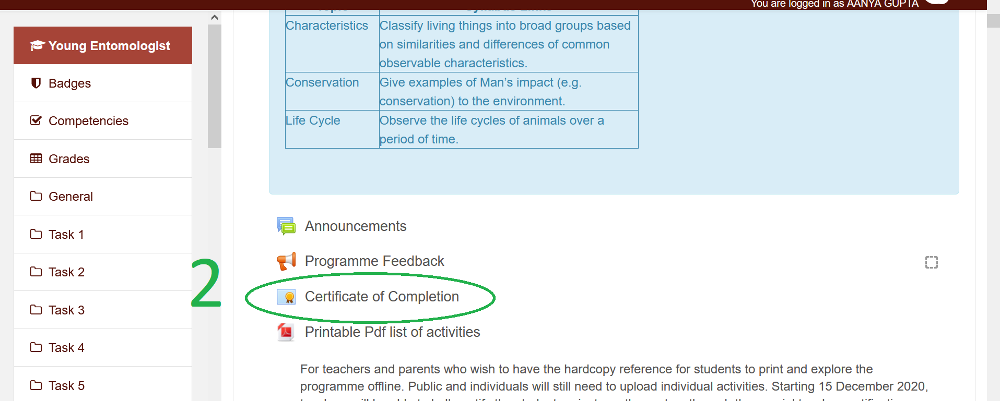 You are logged in as AANYA GUPTA
Young Entomologist
Badges
Competencies
Grades
General
Task 1
Task 2
Task 3
Task 4
Task 5
2
Topic Syllabus Links
Characteristics Classify living things into broad groups based
on similarities and differences of common
observable characteristics.
Conservation Give examples of Man’s impact (e.g.
conservation) to the environment.
Life Cycle Observe the life cycles of animals over a
period of time.
Announcements
Programme Feedback
Certificate of Completion
Printable Pdf list of activities
For teachers and parents who wish to have the hardcopy reference for students to print and explore the
programme offline. Public and individuals will still need to upload individual activities. Starting 15 December 2020,